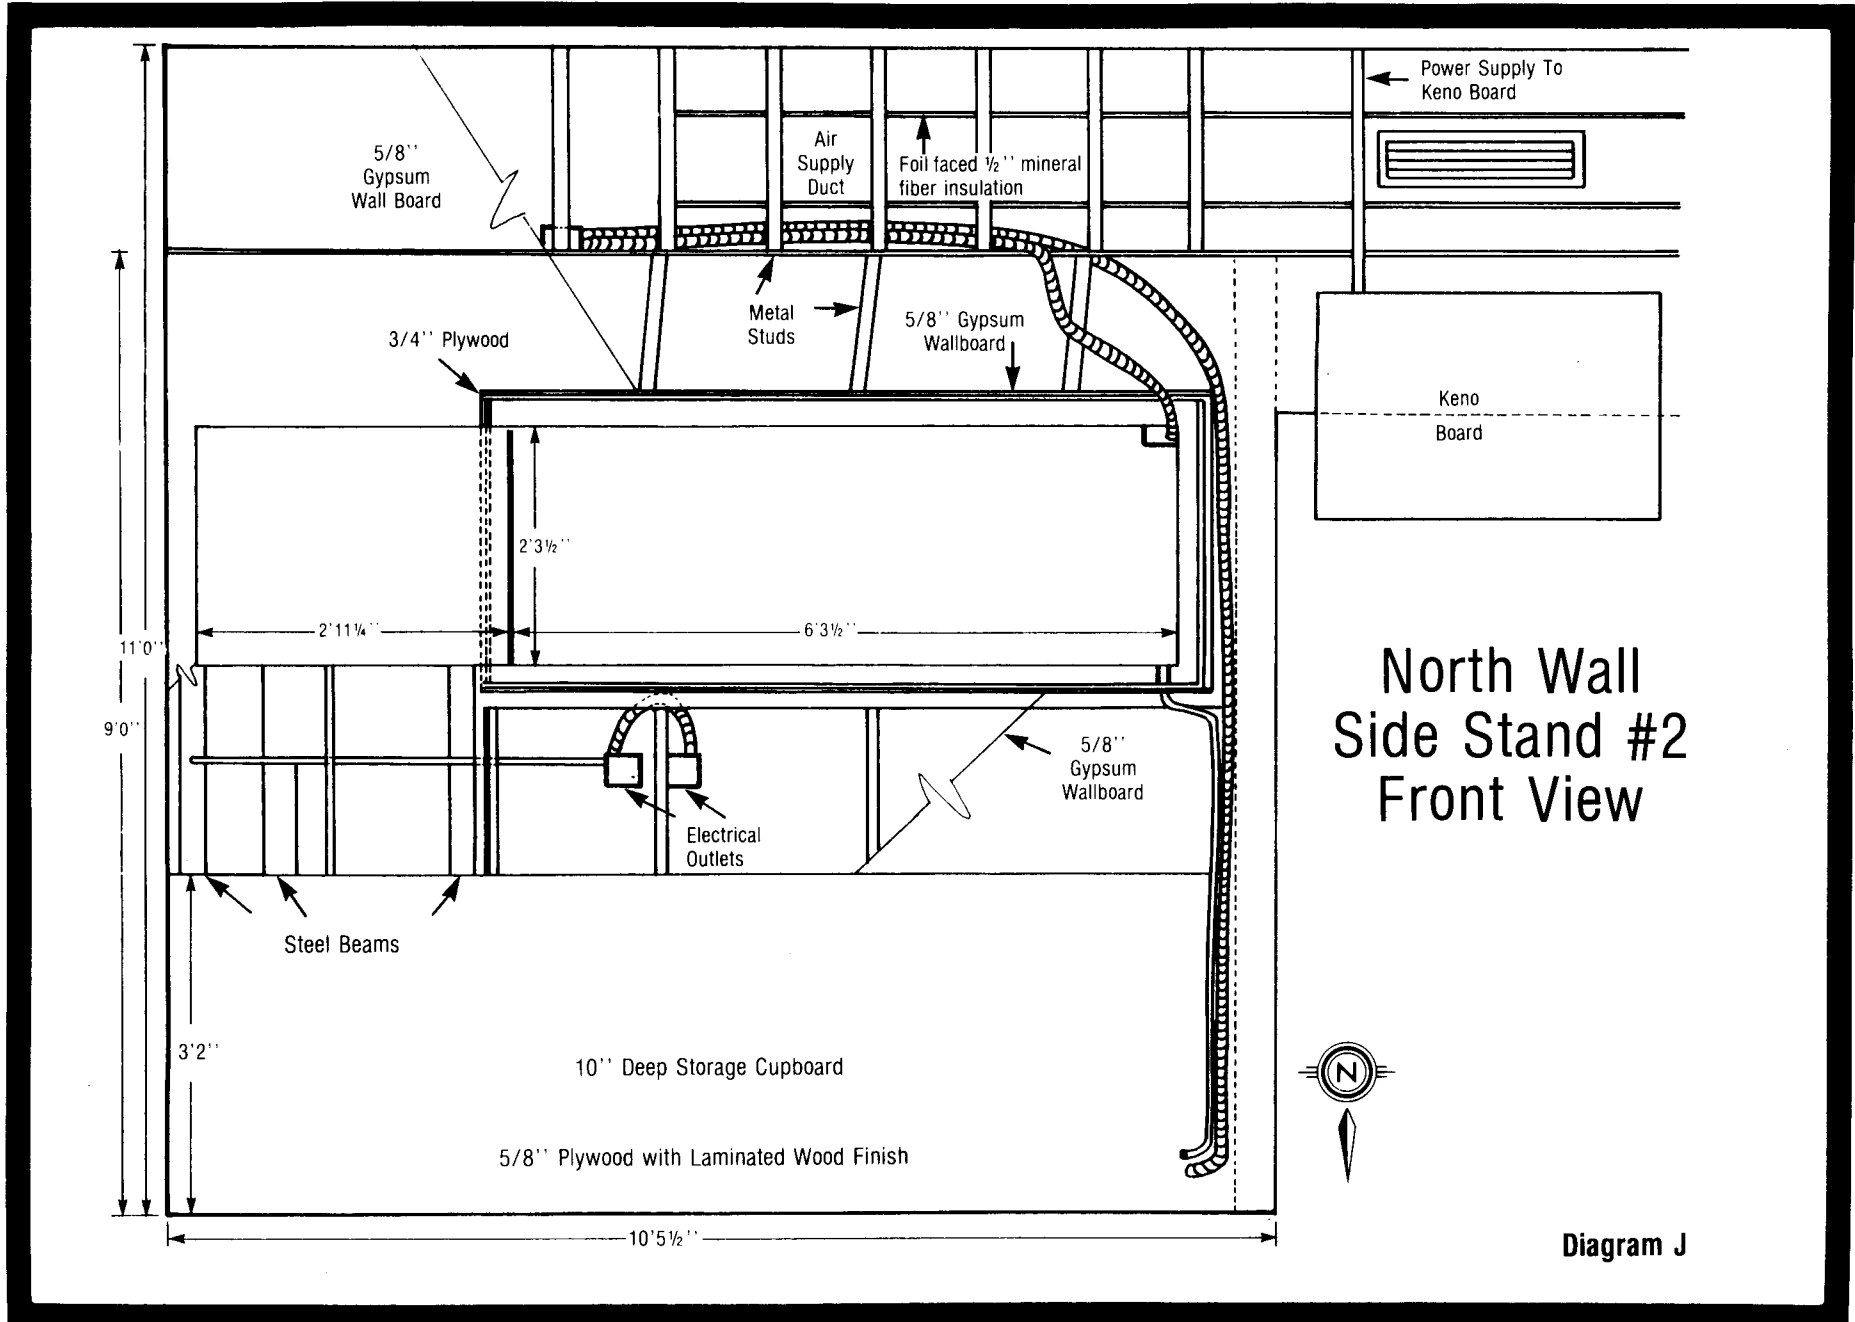 Power Supply To
Keno Board
5/8''
Gypsum
Wall Board
Air
Supply
Duct
Foil faced ½'' mineral
fiber insulation
Metal
Studs
5/8'' Gypsum
Wallboard
3/4'' Plywood
Keno
Board
2'3½''
2'11¼''
6'3½''
11'0''
9'0''
North Wall
Side Stand #2
Front View
5/8''
Gypsum
Wallboard
Electrical
Outlets
Steel Beams
3'2''
10'' Deep Storage Cupboard
5/8'' Plywood with Laminated Wood Finish
N
10'5½''
Diagram J